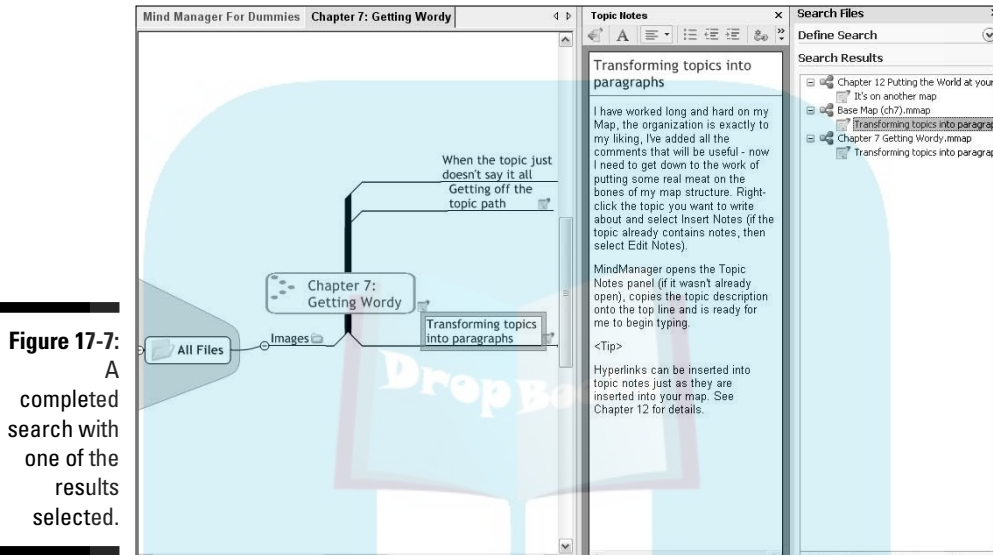 Mind Manager For Dummies
Chapter 7: Getting Wordy
When the topic just
doesn't say it all
Getting off the
topic path
Chapter 7:
Getting Wordy
Transforming topics
into paragraphs
Images
All Files
Topic Notes
Transforming topics into
paragraphs
I have worked long and hard on my
Map, the organization is exactly to
my liking, I've added all the
comments that will be useful - now
I need to get down to the work of
putting some real meat on the
bones of my map structure. Right-
click the topic you want to write
about and select Insert Notes (if the
topic already contains notes, then
select Edit Notes).
MindManager opens the Topic
Notes panel (if it wasn't already
open), copies the topic description
onto the top line and is ready for
me to begin typing.
<Tip>
Hyperlinks can be inserted into
topic notes just as they are
inserted into your map. See
Chapter 12 for details.
Search Files
Define Search
Search Results
Chapter 12 Putting the World at your
It's on another map
Base Map (ch7).mmap
Transforming topics into paragrap
Chapter 7 Getting Wordy.mmap
Transforming topics into paragrap
Figure 17-7:
A
completed
search with
one of the
results
selected.